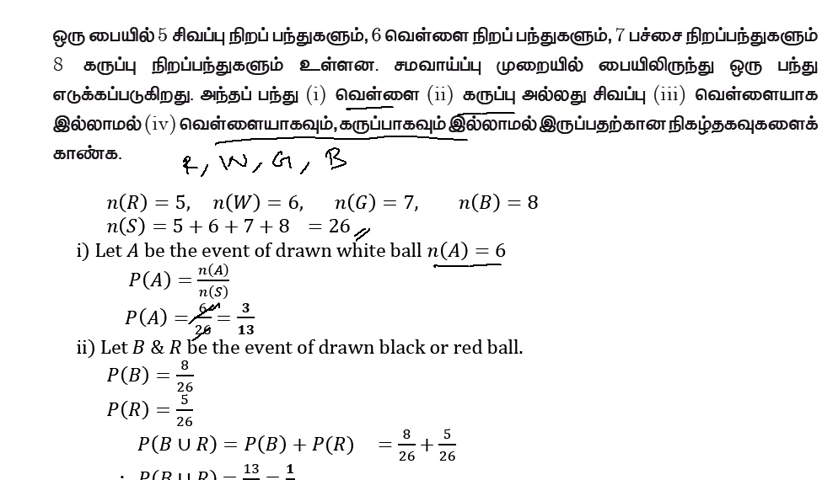 ஒரு பையில் 5 சிவப்பு நிறப் பந்துகளும், 6 வெள்ளை நிறப் பந்துகளும், 7 பச்சை நிறப்பந்துகளும்
8 கருப்பு நிறப்பந்துகளும் உள்ளன. சமவாய்ப்பு முறையில் பையிலிருந்து ஒரு பந்து
எடுக்கப்படுகிறது. அந்தப் பந்து (i) வெள்ளை (ii) கருப்பு அல்லது சிவப்பு (iii) வெள்ளையாக
இல்லாமல் (iv) வெள்ளையாகவும், கருப்பாகவும் இல்லாமல் இருப்பதற்கான நிகழ்தகவுகளைக்
காண்க.
R, W, G, B
n(R) = 5, n(W) = 6, n(G) = 7, n(B) = 8
n(S) = 5 + 6 + 7 + 8 = 26
i) Let A be the event of drawn white ball n(A) = 6
P(A) = n(A)/n(S)
P(A) = 6/26 = 3/13
ii) Let B & R be the event of drawn black or red ball.
P(B) = 8/26
P(R) = 5/26
P(B ∪ R) = P(B) + P(R) = 8/26 + 5/26
∴ P(B ∪ R) = 13 = 1